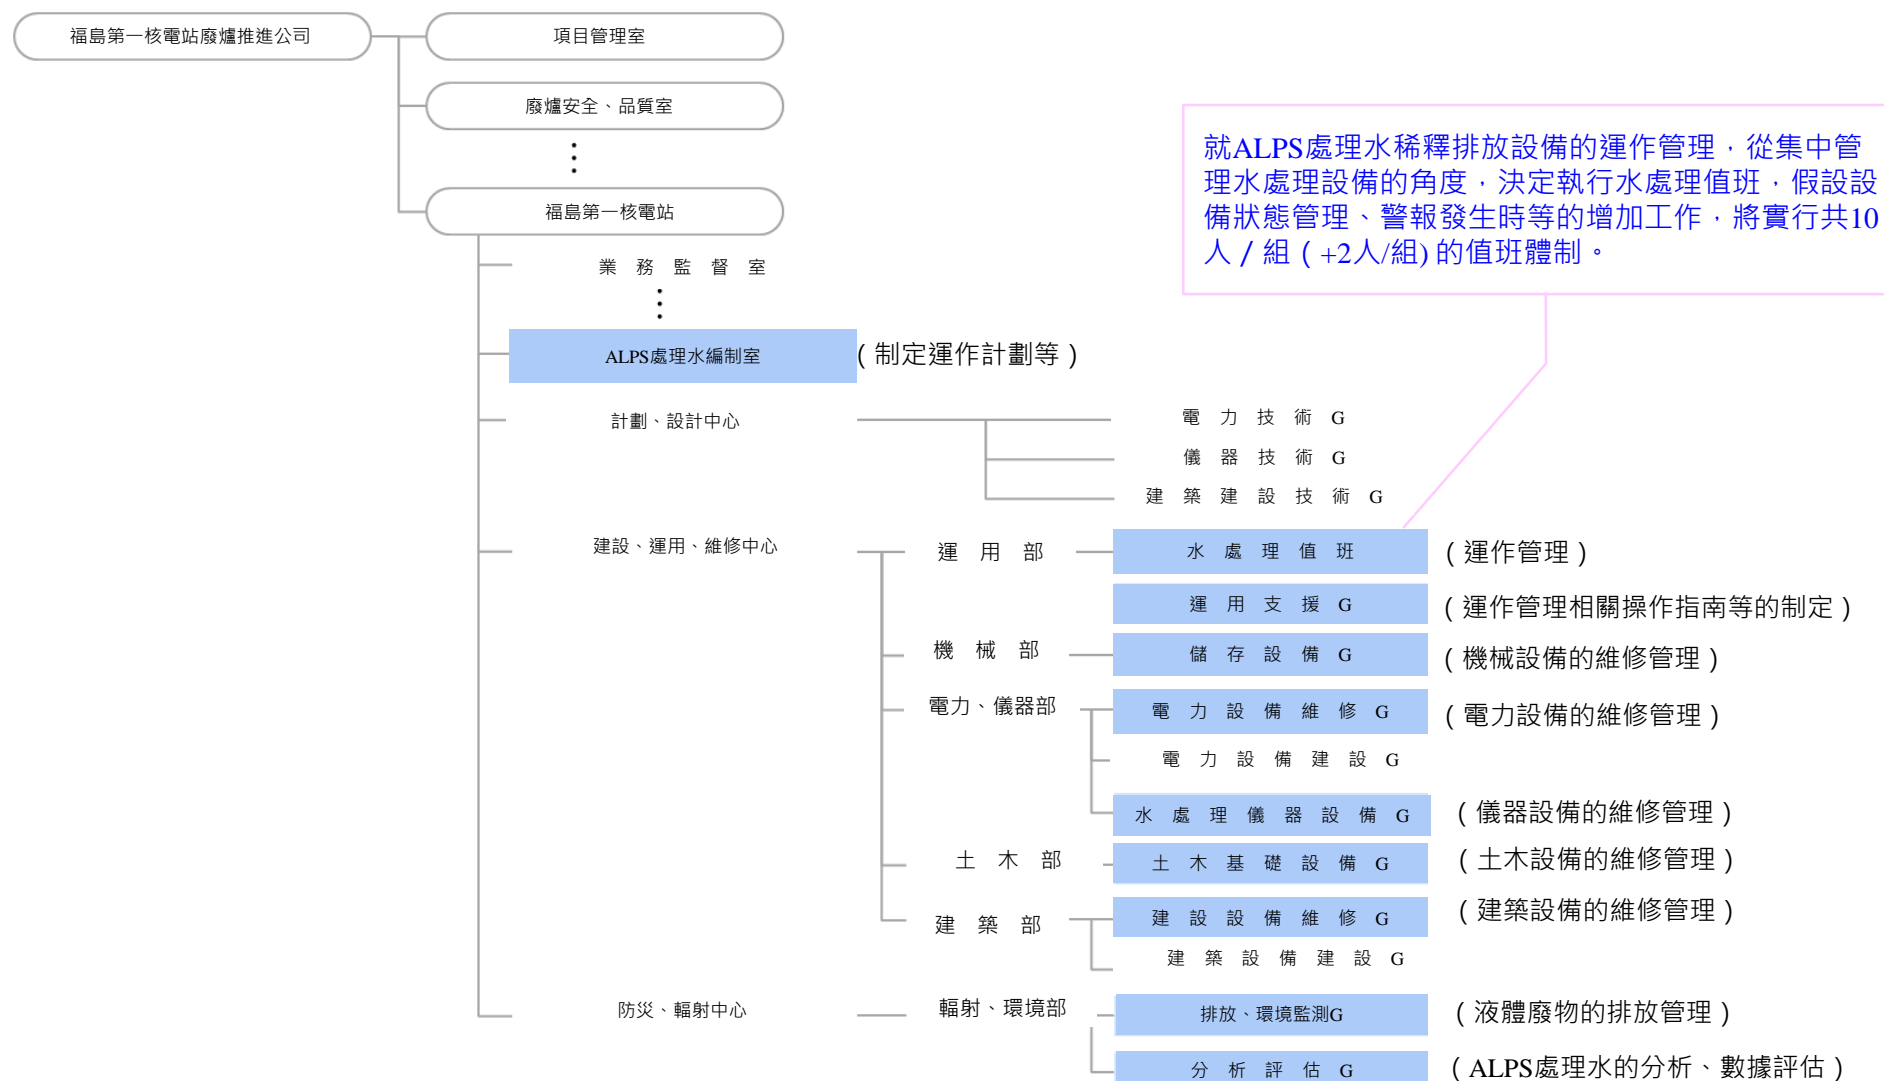 福島第一核電站廢爐推進公司
項目管理室
廢爐安全、品質室
福島第一核電站
就ALPS處理水稀釋排放設備的運作管理，從集中管
理水處理設備的角度，決定執行水處理值班，假設設
備狀態管理、警報發生時等的增加工作，將實行共10
人／組（+2人/組) 的值班體制。
業務監督室
ALPS處理水編制室
（制定運作計劃等）
計劃、設計中心
電力技術G
儀器技術G
建築建設技術G
建設、運用、維修中心
運用部
水處理值班
（運作管理）
運用支援G
（運作管理相關操作指南等的制定）
機械部
儲存設備G
（機械設備的維修管理）
電力、儀器部
電力設備維修G
（電力設備的維修管理）
電力設備建設G
水處理儀器設備G
（儀器設備的維修管理）
土木部
土木基礎設備G
（土木設備的維修管理）
建築部
建設設備維修G
（建築設備的維修管理）
建築設備建設G
防災、輻射中心
輻射、環境部
排放、環境監測G
（液體廢物的排放管理）
分析評估G
（ALPS處理水的分析、數據評估）